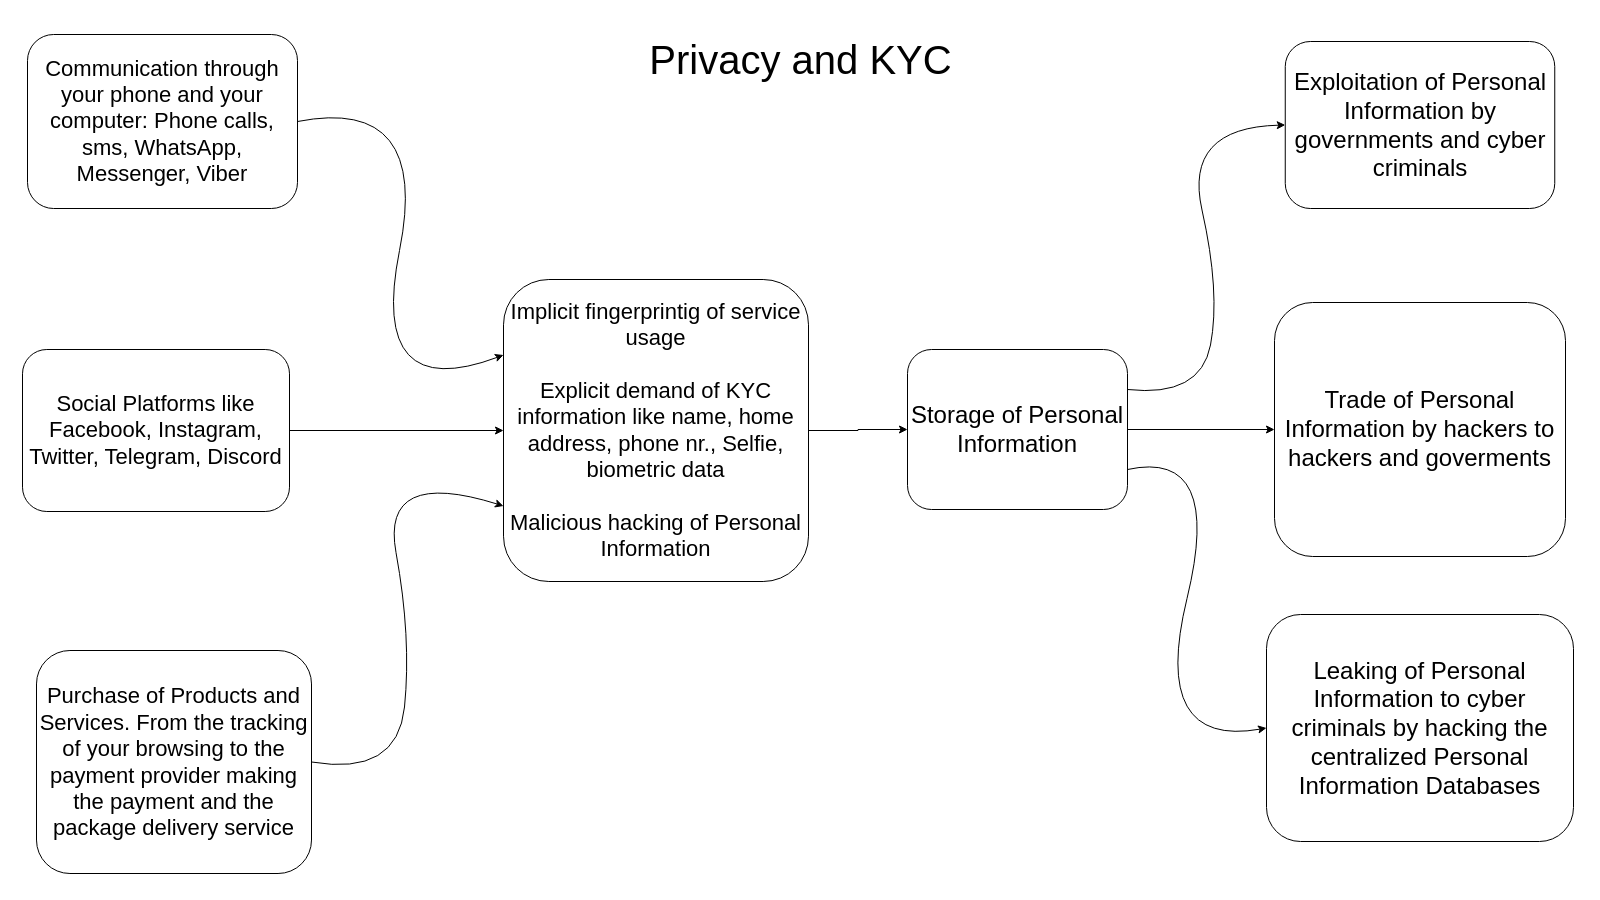 Privacy and KYC
Communication through
your phone and your
computer: Phone calls,
sms, WhatsApp,
Messenger, Viber
Social Platforms like
Facebook, Instagram,
Twitter, Telegram, Discord
Purchase of Products and
Services. From the tracking
of your browsing to the
payment provider making
the payment and the
package delivery service
Implicit fingerprintig of service
usage
Explicit demand of KYC
information like name, home
address, phone nr., Selfie,
biometric data
Malicious hacking of Personal
Information
Storage of Personal
Information
Exploitation of Personal
Information by
governments and cyber
criminals
Trade of Personal
Information by hackers to
hackers and goverments
Leaking of Personal
Information to cyber
criminals by hacking the
centralized Personal
Information Databases